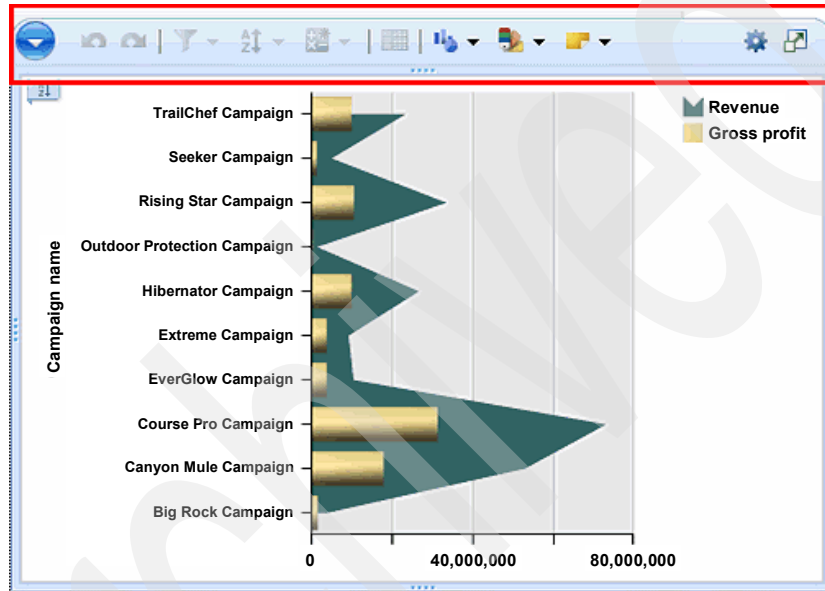 Revenue
Gross profit
TrailChef Campaign
Seeker Campaign
Rising Star Campaign
Outdoor Protection Campaign
Hibernator Campaign
Extreme Campaign
EverGlow Campaign
Course Pro Campaign
Canyon Mule Campaign
Big Rock Campaign
Campaign name
0
40,000,000
80,000,000